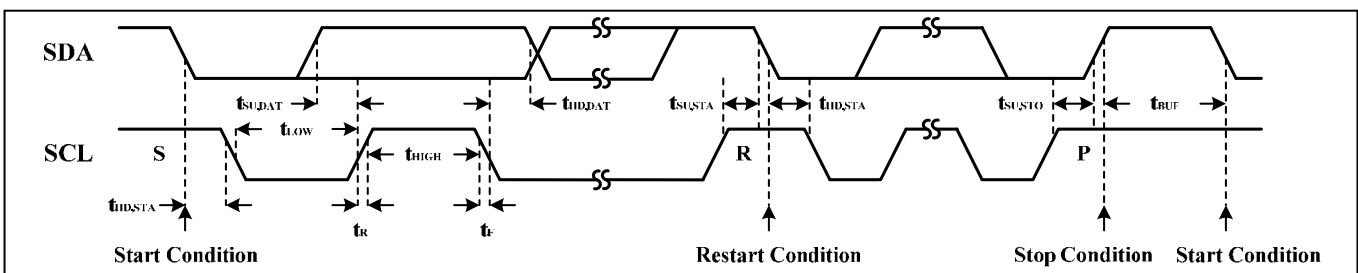 SDA
tSU,DAT tHD,DAT tSU,STA tHD,STA tSU,STO tBUF
tLOW
SCL S tHIGH R P
tHD,STA
tR tF
Start Condition Restart Condition Stop Condition Start Condition